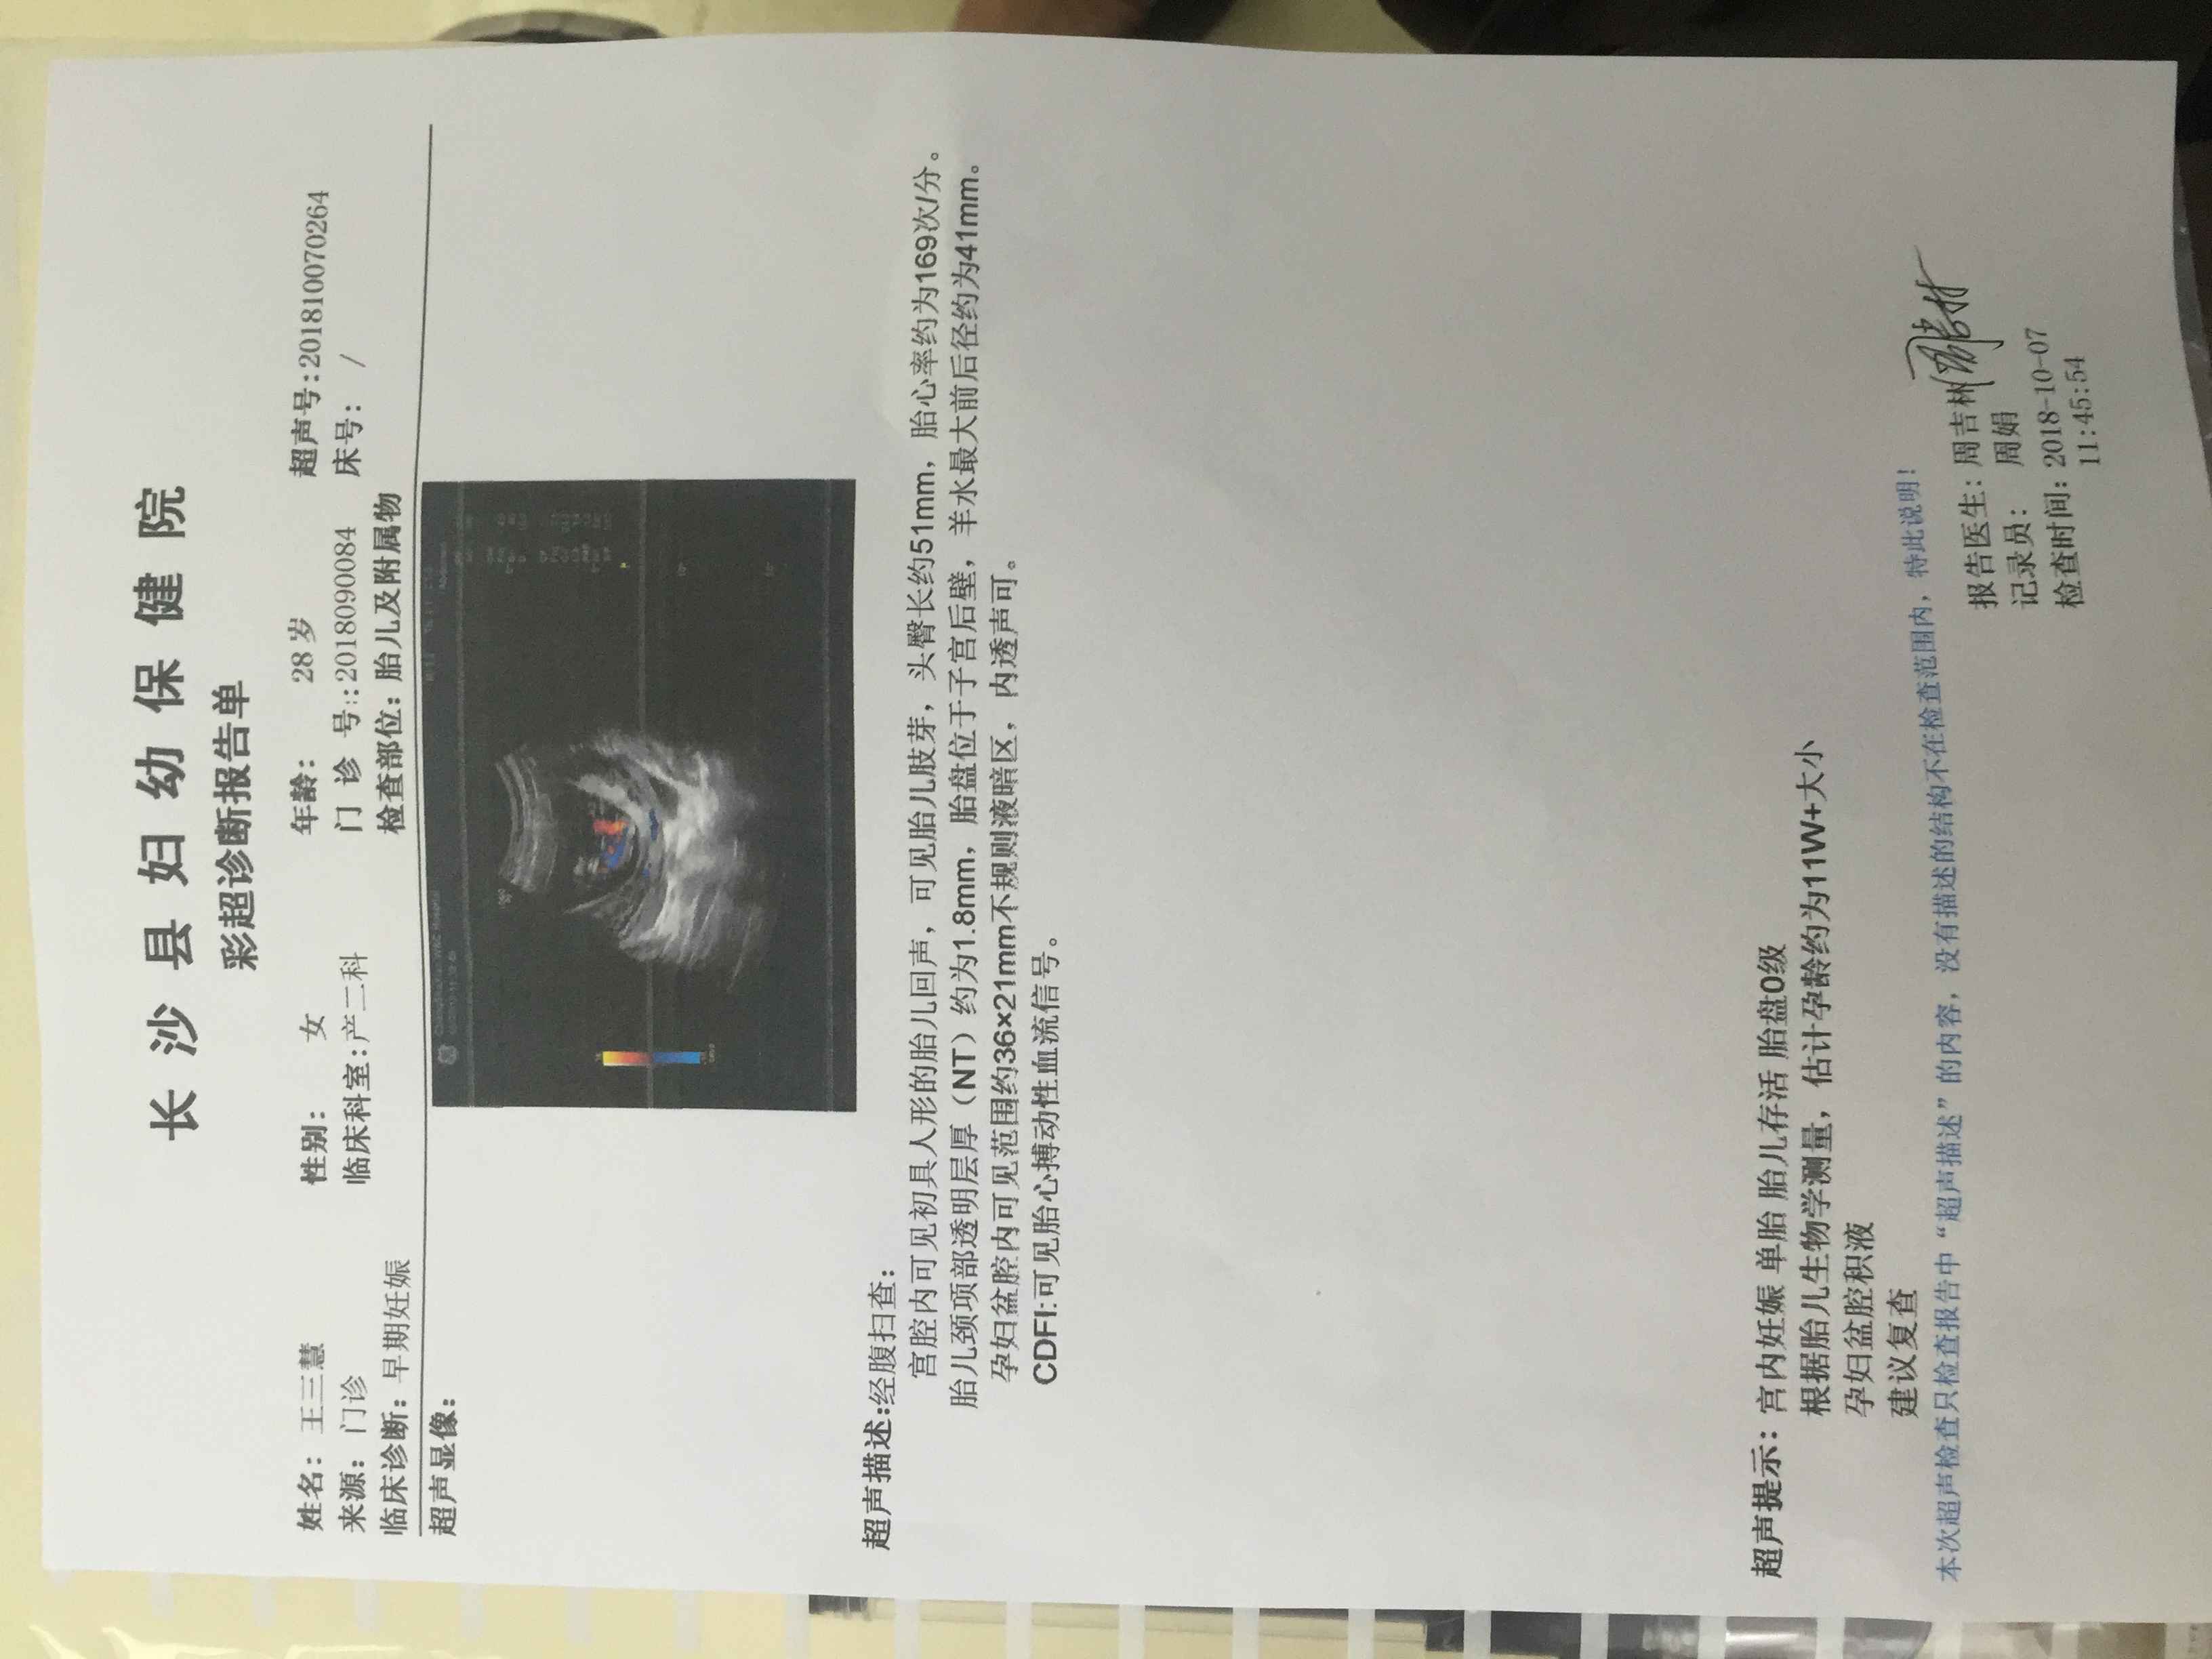 长沙县妇幼保健院
彩超诊断报告单
姓名：王三慧 性别：女 年龄：28岁 超声号：201810070264
来源：门诊 临床科室：产二科 门诊号：:2018090084 床号：/
临床诊断：早期妊娠 检查部位：胎儿及附属物
超声显像：
ChangShaXian W&C Hospital
超声描述：经腹扫查：
宫腔内可见初具人形的胎儿回声，可见胎儿肢芽，头臀长约51mm，胎心率约为169次/分。
胎儿颈项部透明层厚（NT）约为1.8mm，胎盘位于子宫后壁，羊水最大前后径约为41mm。
孕妇盆腔内可见范围约36×21mm不规则液暗区，内透声可。
CDFI:可见胎心搏动性血流信号。
超声提示：宫内妊娠 单胎 胎儿存活 胎盘0级
根据胎儿生物学测量，估计孕龄约为11W+大小
孕妇盆腔积液
建议复查
本次超声检查只检查报告中“超声描述”的内容，没有描述的结构不在检查范围内，特此说明！
报告医生：周吉林 周吉林
记录员：周娟
检查时间：2018-10-07
11:45:54